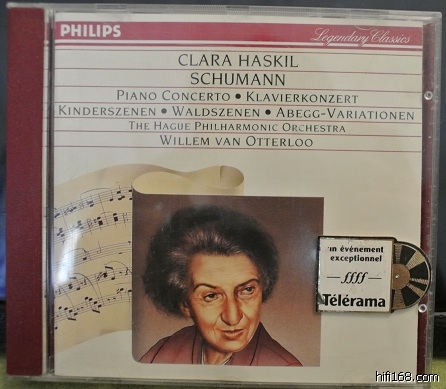 PHILIPS
Legendary Classics
CLARA HASKIL
SCHUMANN
PIANO CONCERTO • KLAVIERKONZERT
KINDERSZENEN • WALDSZENEN • ABEGG-VARIATIONEN
THE HAGUE PHILHARMONIC ORCHESTRA
WILLEM VAN OTTERLOO
un évènement
exceptionnel
ffff
Télérama
hifi168.com